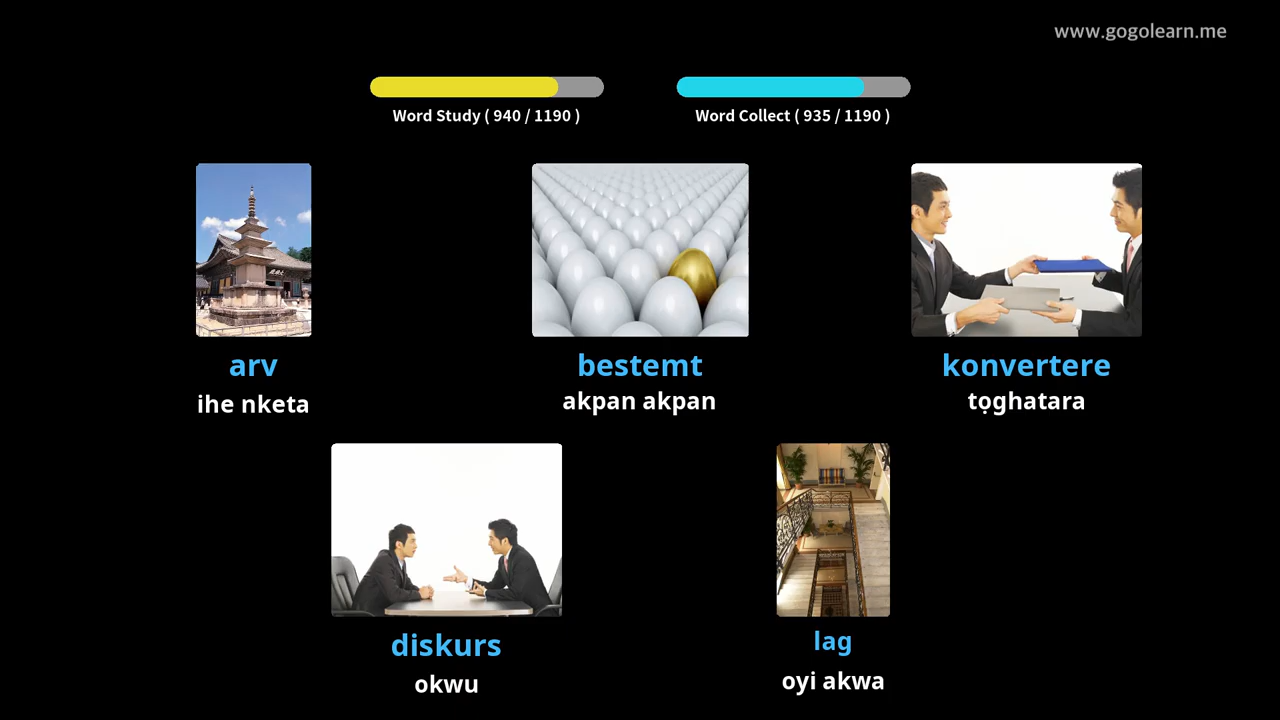 www.gogolearn.me
Word Study ( 940 / 1190 )
Word Collect ( 935 / 1190 )
arv
ihe nketa
bestemt
akpan akpan
konvertere
tọghatara
diskurs
okwu
lag
oyi akwa